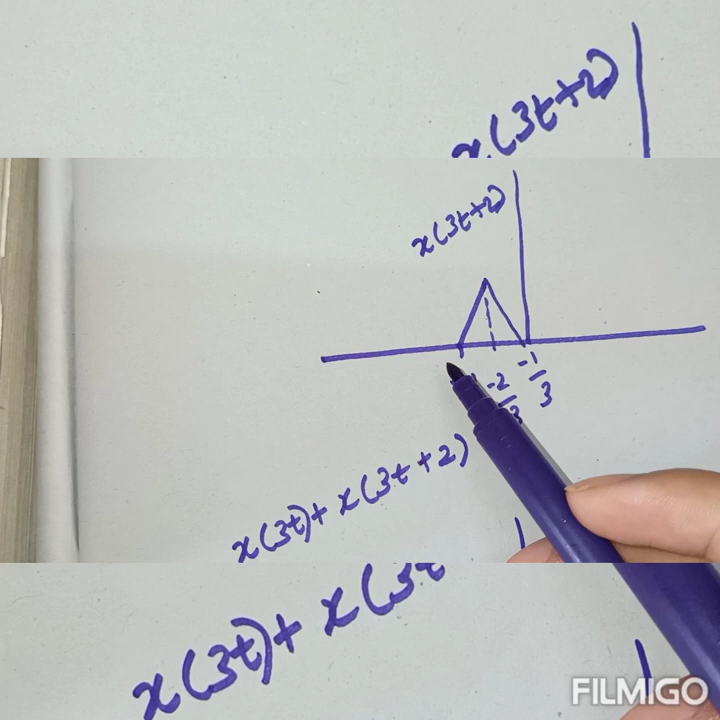 x(3t+2)
x(3t+2)
-2/3
-1/3
x(3t)+x(3t+2)
x(3t)+x(3t
FILMIGO